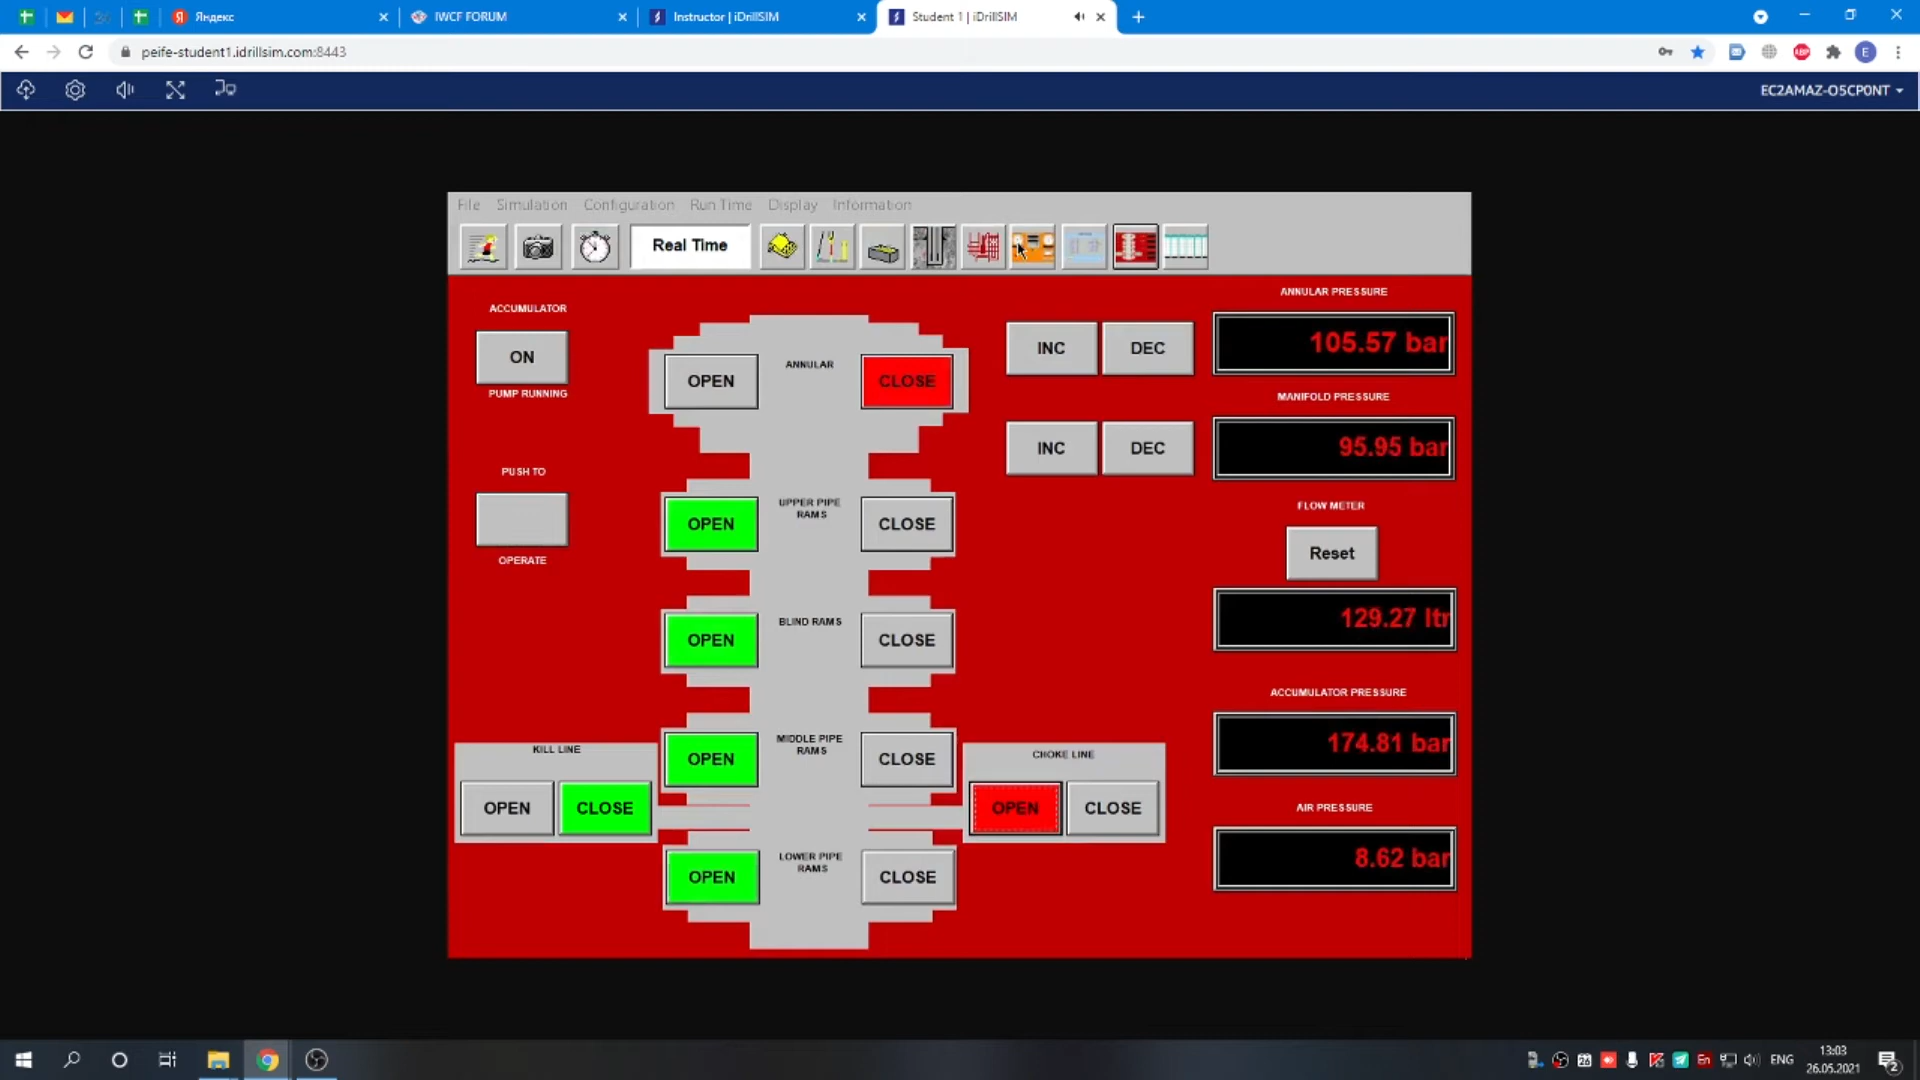 Яндекс
IWCF FORUM
Instructor | iDrillSIM
Student 1 | iDrillSIM
peife-student1.idrillsim.com:8443
EC2AMAZ-O5CP0NT
File Simulation Configuration Run Time Display Information
Real Time
ACCUMULATOR
ON
PUMP RUNNING
PUSH TO
OPERATE
ANNULAR
OPEN
CLOSE
UPPER PIPE
RAMS
OPEN
CLOSE
BLIND RAMS
OPEN
CLOSE
MIDDLE PIPE
RAMS
OPEN
CLOSE
KILL LINE
OPEN
CLOSE
CHOKE LINE
OPEN
CLOSE
LOWER PIPE
RAMS
OPEN
CLOSE
INC
DEC
INC
DEC
ANNULAR PRESSURE
105.57 bar
MANIFOLD PRESSURE
95.95 bar
FLOW METER
Reset
129.27 ltr
ACCUMULATOR PRESSURE
174.81 bar
AIR PRESSURE
8.62 bar
ENG
13:03
26.05.2021